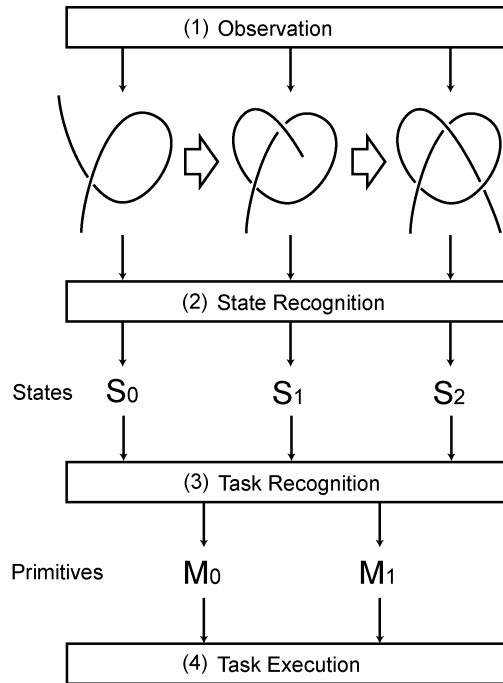 (1) Observation
(2) State Recognition
States S0 S1 S2
(3) Task Recognition
Primitives M0 M1
(4) Task Execution